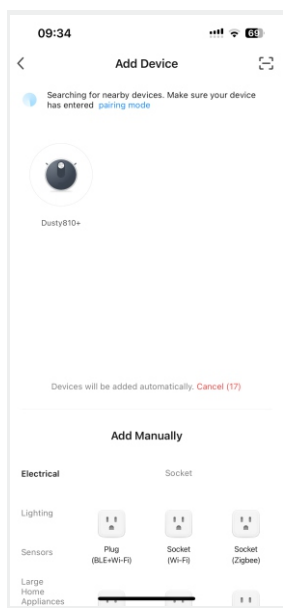 09:34
69
Add Device
Searching for nearby devices. Make sure your device
has entered pairing mode
Dusty810+
Devices will be added automatically. Cancel (17)
Add Manually
Electrical
Socket
Lighting
Plug
(BLE+Wi-Fi)
Socket
(Wi-Fi)
Socket
(Zigbee)
Sensors
Large
Home
Appliances